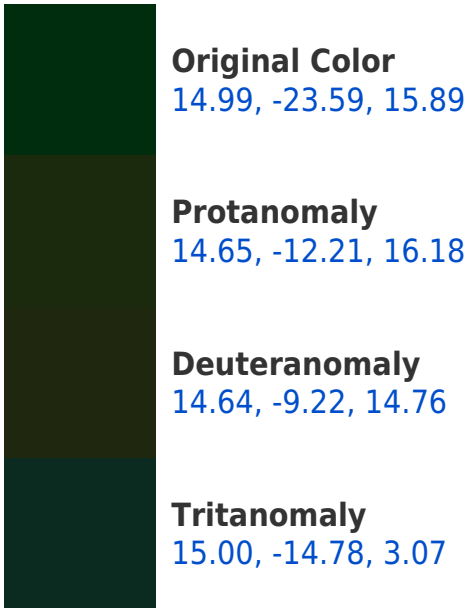 Original Color
14.99, -23.59, 15.89
Protanomaly
14.65, -12.21, 16.18
Deuteranomaly
14.64, -9.22, 14.76
Tritanomaly
15.00, -14.78, 3.07